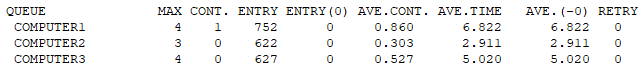 QUEUE MAX CONT. ENTRY ENTRY(0) AVE.CONT. AVE.TIME AVE.(-0) RETRY
COMPUTER1 4 1 752 0 0.860 6.822 6.822 0
COMPUTER2 3 0 622 0 0.303 2.911 2.911 0
COMPUTER3 4 0 627 0 0.527 5.020 5.020 0